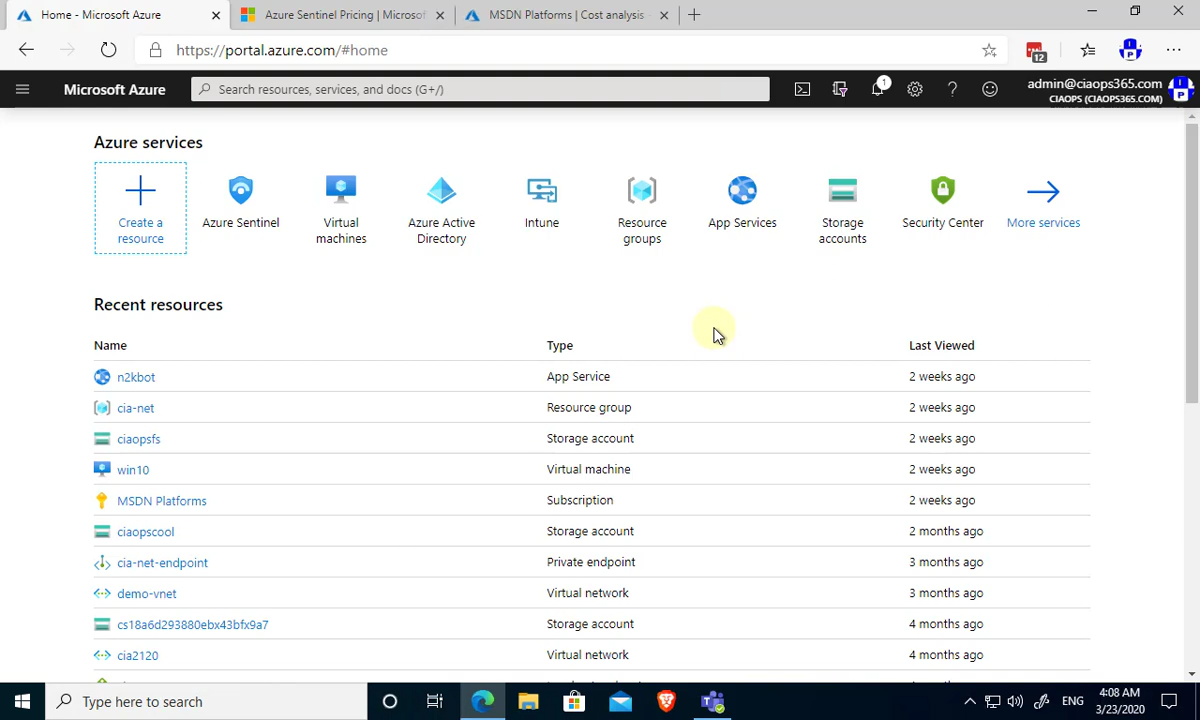 Home - Microsoft Azure
Azure Sentinel Pricing | Microsof
MSDN Platforms | Cost analysis -
https://portal.azure.com/#home
12
Microsoft Azure
Search resources, services, and docs (G+/)
1
admin@ciaops365.com
CIAOPS (CIAOPS365.COM)
Azure services
Create a resource
Azure Sentinel
Virtual machines
Azure Active Directory
Intune
Resource groups
App Services
Storage accounts
Security Center
More services
Recent resources
Name Type Last Viewed
n2kbot App Service 2 weeks ago
cia-net Resource group 2 weeks ago
ciaopsfs Storage account 2 weeks ago
win10 Virtual machine 2 weeks ago
MSDN Platforms Subscription 2 weeks ago
ciaopscool Storage account 2 months ago
cia-net-endpoint Private endpoint 3 months ago
demo-vnet Virtual network 3 months ago
cs18a6d293880ebx43bfx9a7 Storage account 4 months ago
cia2120 Virtual network 4 months ago
Type here to search
ENG
4:08 AM
3/23/2020